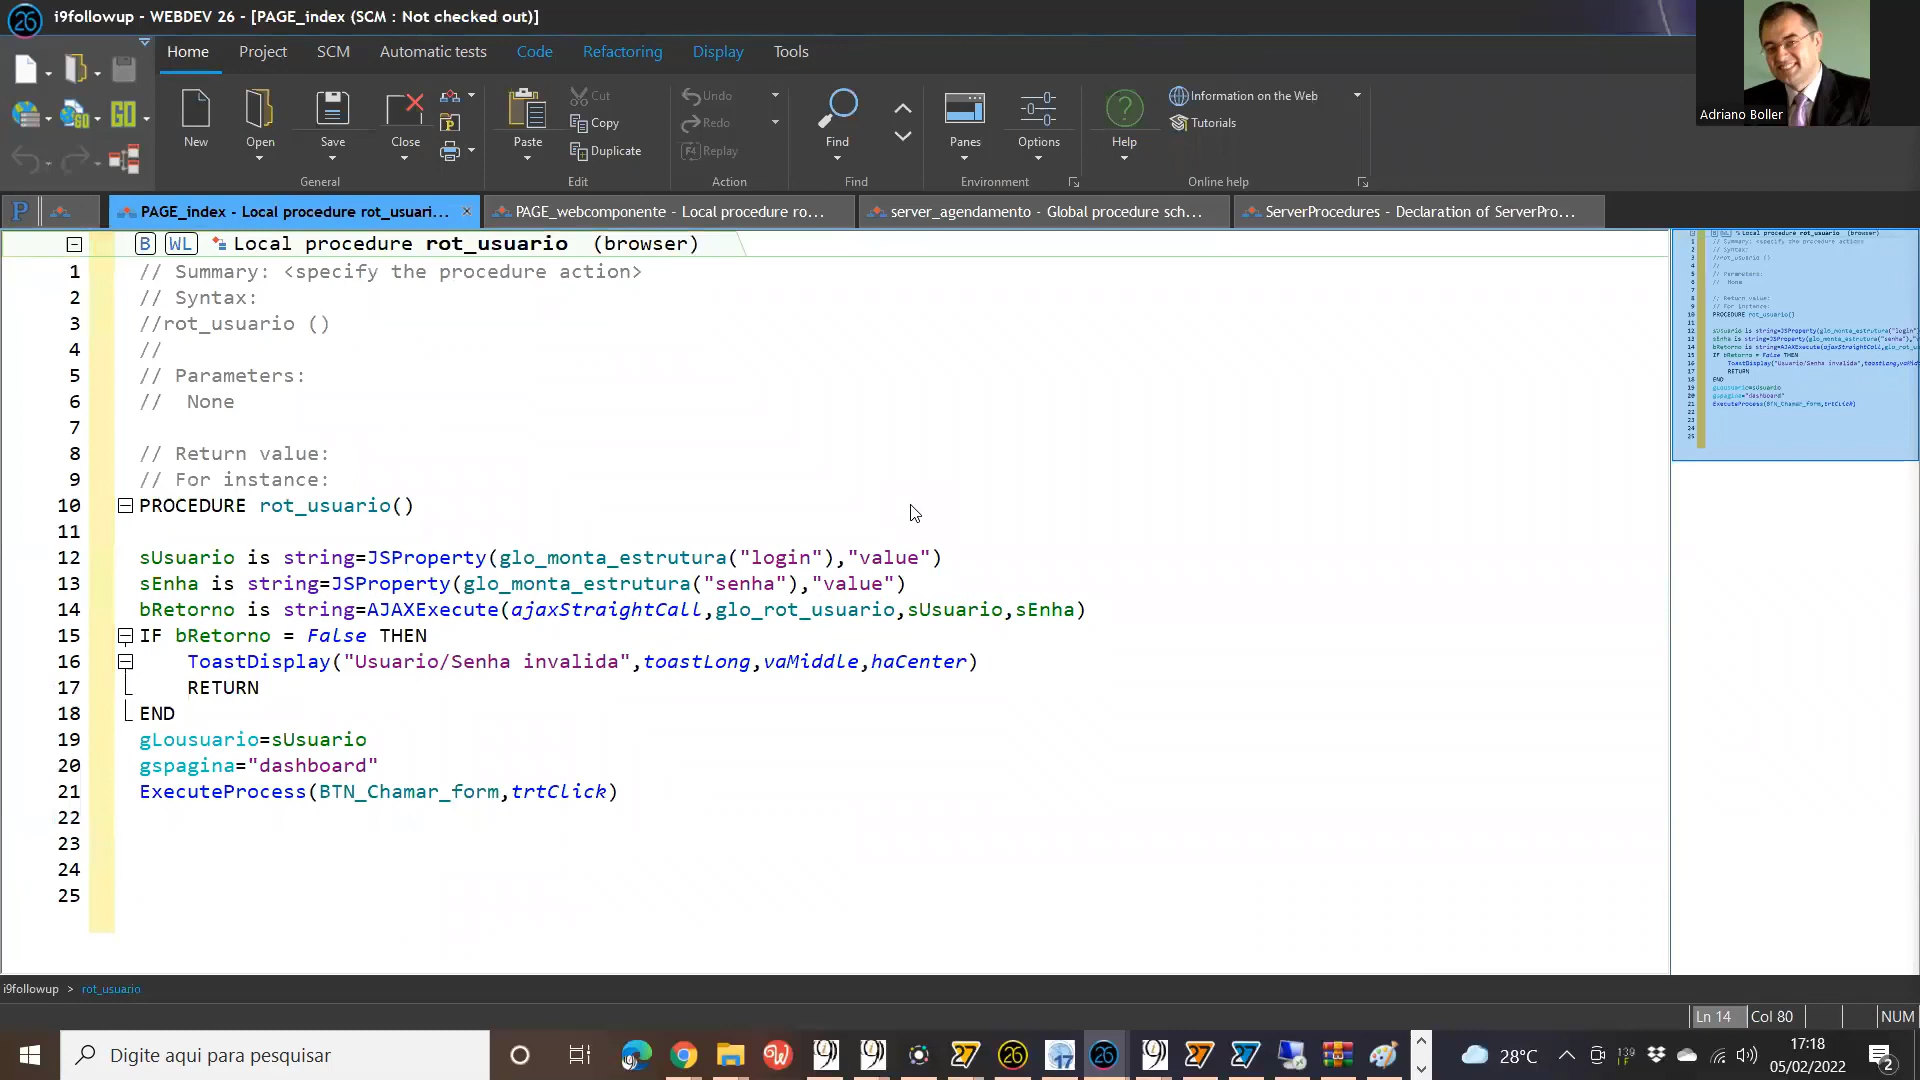 i9followup - WEBDEV 26 - [PAGE_index (SCM : Not checked out)]
Home Project SCM Automatic tests Code Refactoring Display Tools
Adriano Boller
New Open Save Close Paste Cut Copy Duplicate Undo Redo Replay Find Panes Options Help Information on the Web Tutorials
General Edit Action Find Environment Online help
PAGE_index - Local procedure rot_usuari... PAGE_webcomponente - Local procedure ro... server_agendamento - Global procedure sch... ServerProcedures - Declaration of ServerPro...
B WL Local procedure rot_usuario (browser)
1 // Summary: <specify the procedure action>
2 // Syntax:
3 //rot_usuario ()
4 //
5 // Parameters:
6 // None
7
8 // Return value:
9 // For instance:
10 PROCEDURE rot_usuario()
11
12 sUsuario is string=JSProperty(glo_monta_estrutura("login"),"value")
13 sEnha is string=JSProperty(glo_monta_estrutura("senha"),"value")
14 bRetorno is string=AJAXExecute(ajaxStraightCall,glo_rot_usuario,sUsuario,sEnha)
15 IF bRetorno = False THEN
16 ToastDisplay("Usuario/Senha invalida",toastLong,vaMiddle,haCenter)
17 RETURN
18 END
19 gLousuario=sUsuario
20 gspagina="dashboard"
21 ExecuteProcess(BTN_Chamar_form,trtClick)
22
23
24
25
i9followup > rot_usuario
Ln 14 Col 80 NUM
Digite aqui para pesquisar
28°C
17:18
05/02/2022
2